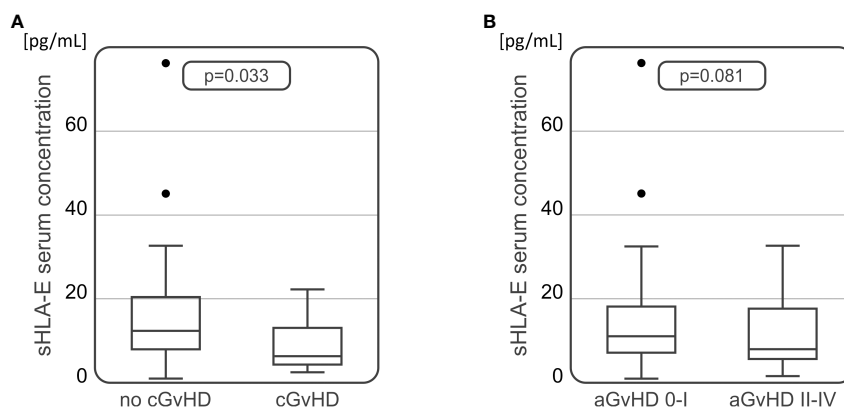 A
[pg/mL]
sHLA-E serum concentration
p=0.033
60
40
20
0
no cGvHD
cGvHD
B
[pg/mL]
sHLA-E serum concentration
p=0.081
60
40
20
0
aGvHD 0-I
aGvHD II-IV